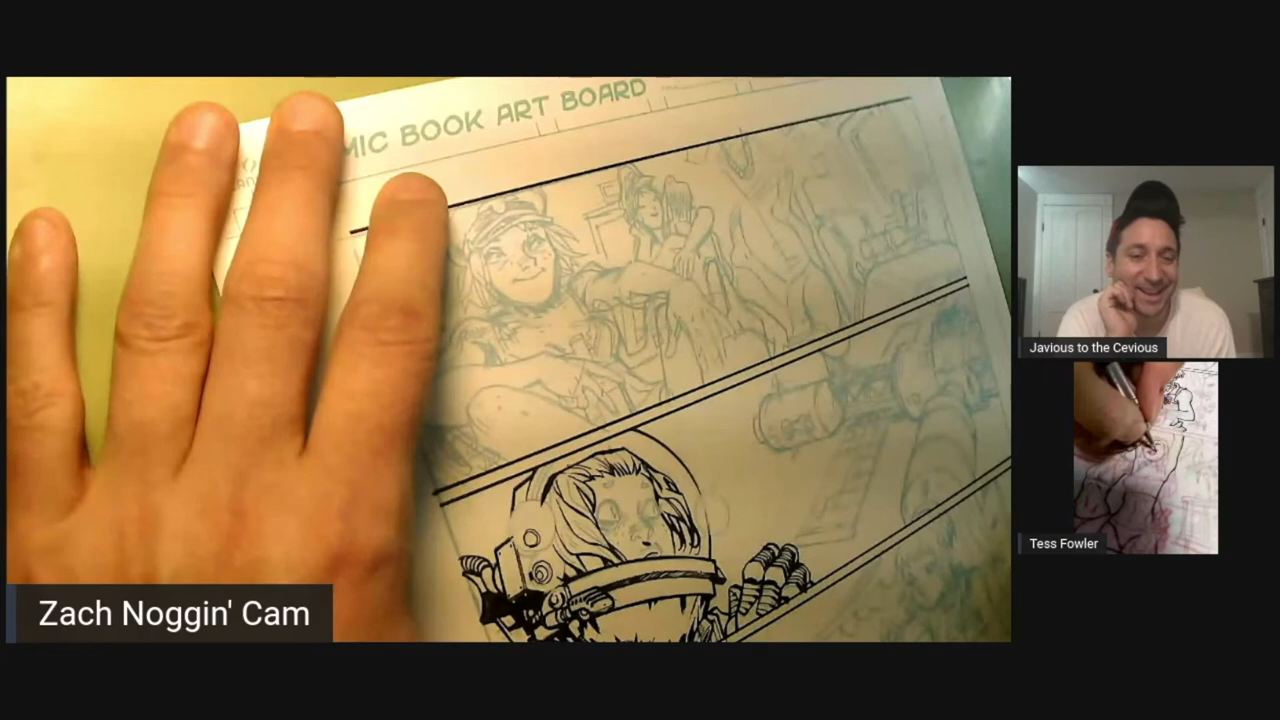 MIC BOOK ART BOARD
Zach Noggin' Cam
Javious to the Cevious
Tess Fowler